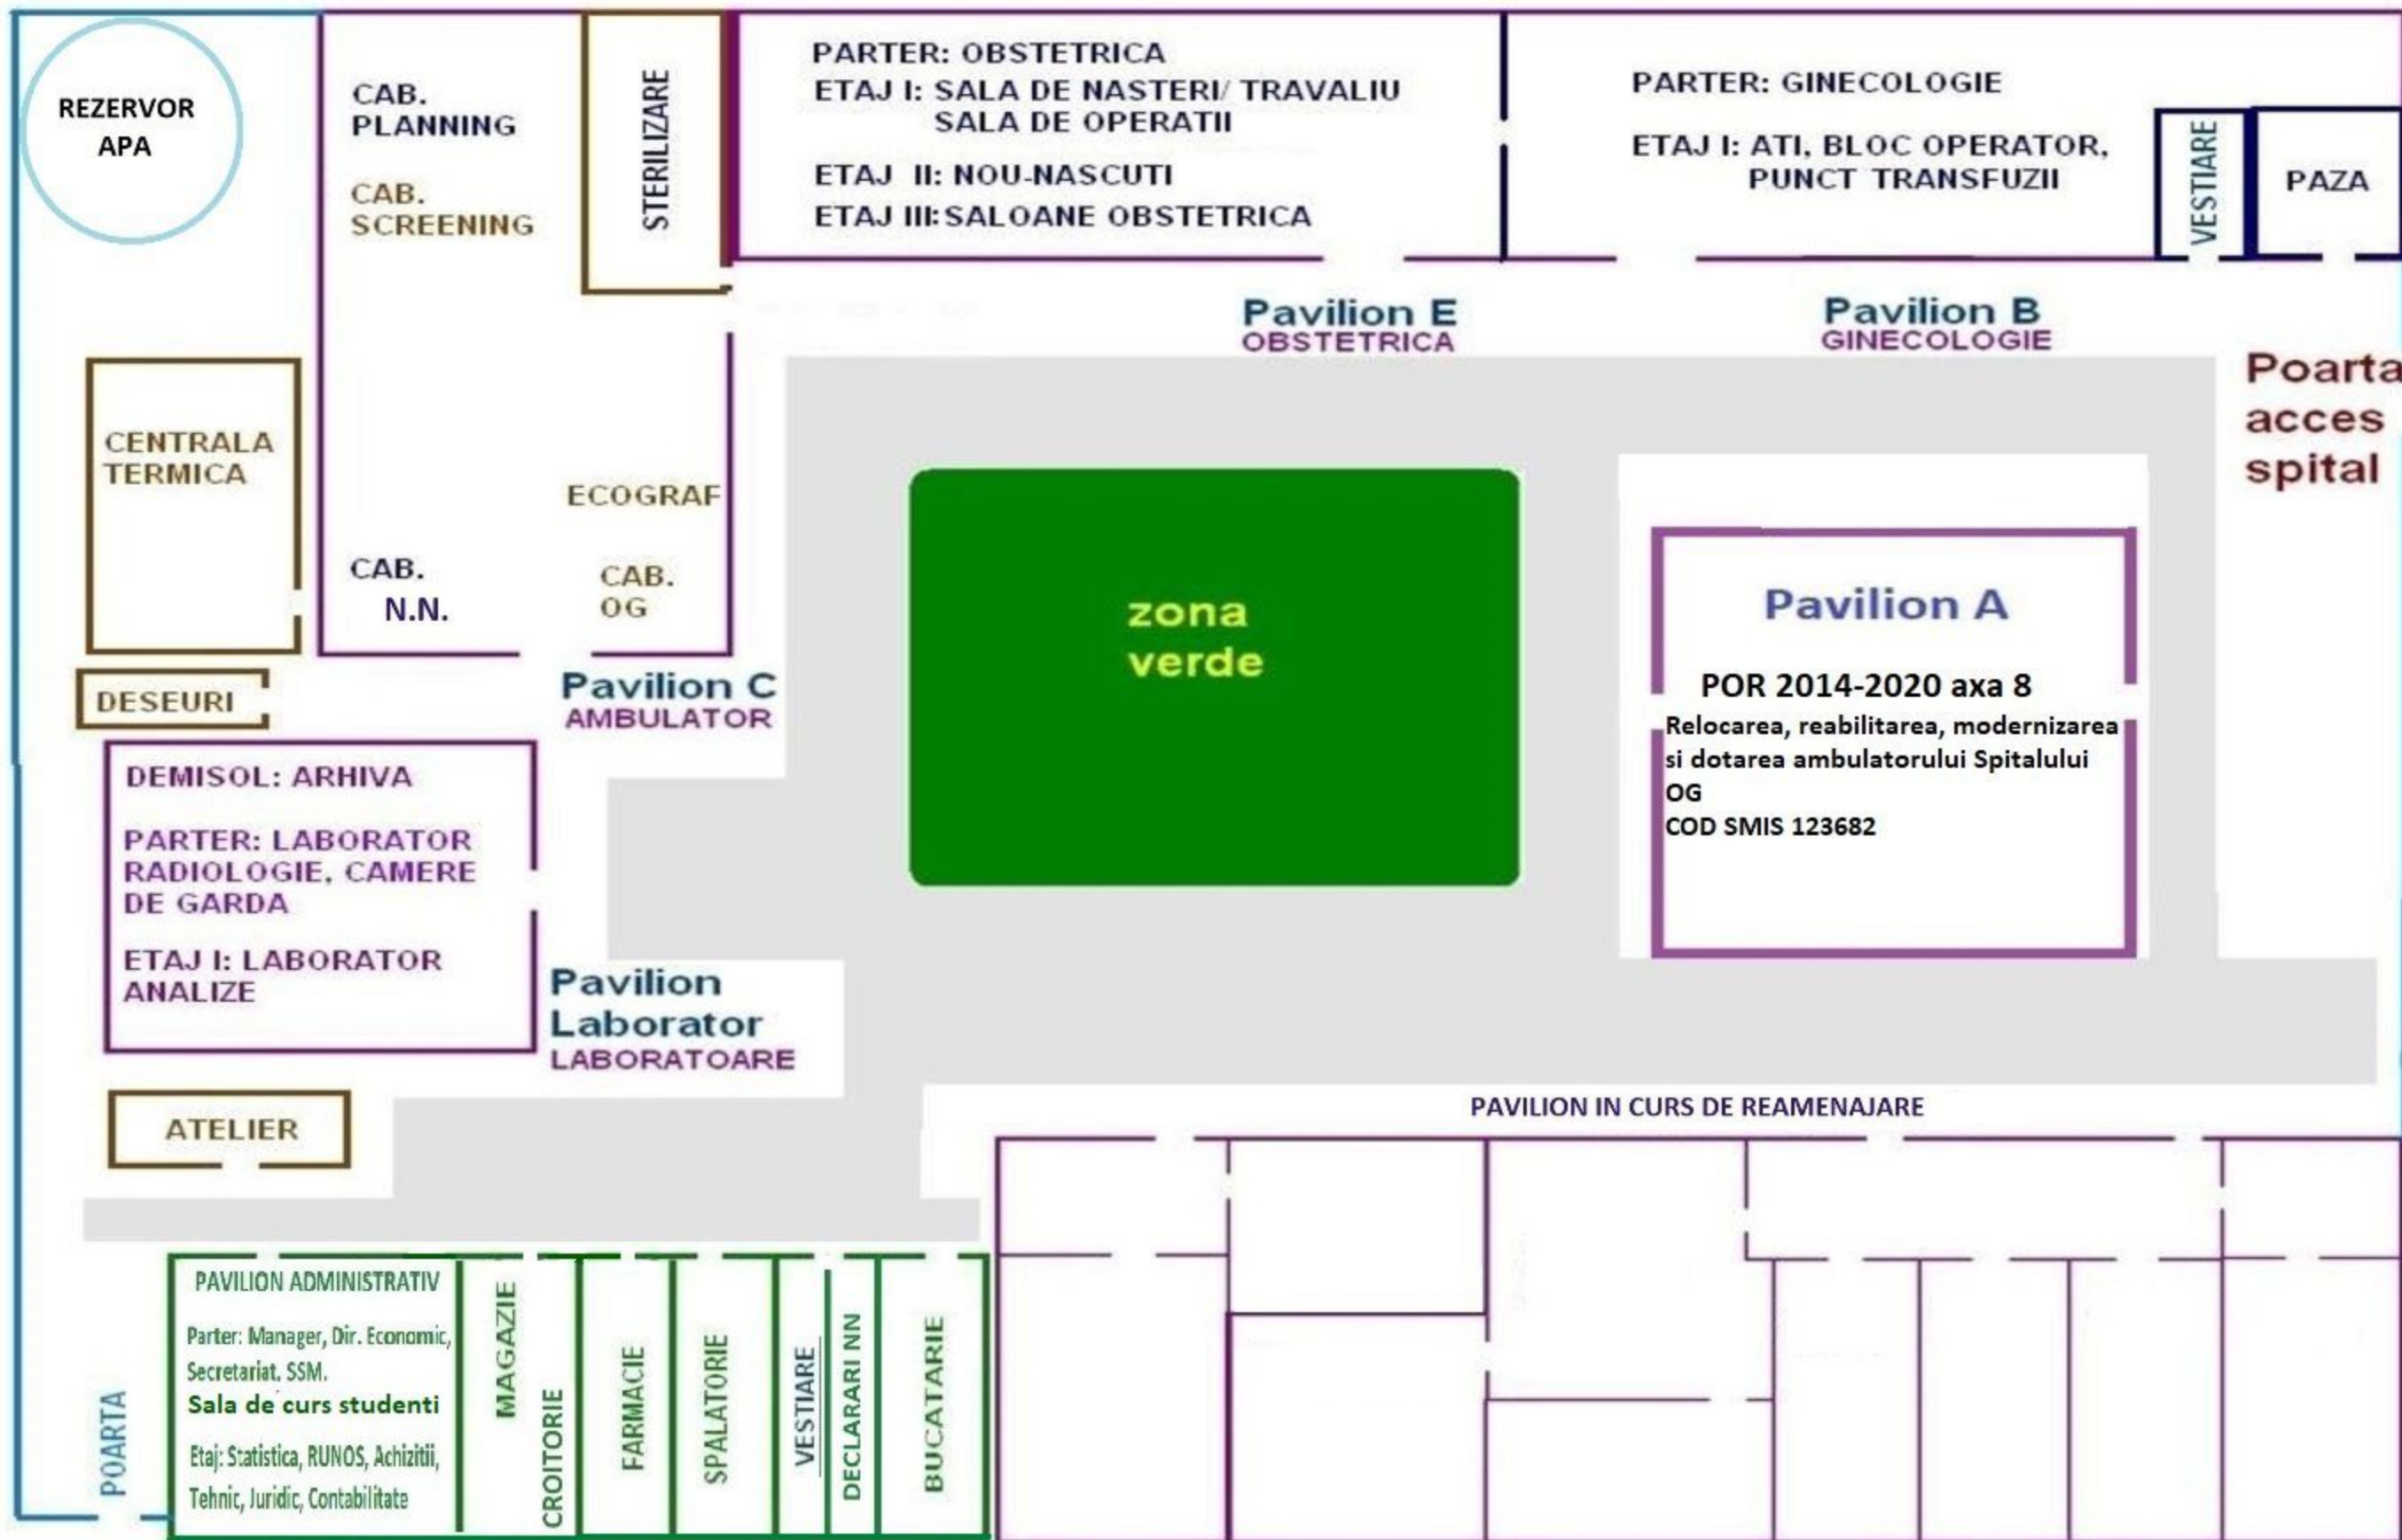 REZERVOR
APA
CAB.
PLANNING
CAB.
SCREENING
STERILIZARE
PARTER: OBSTETRICA
ETAJ I: SALA DE NASTERI/ TRAVALIU
SALA DE OPERATII
ETAJ II: NOU-NASCUTI
ETAJ III: SALOANE OBSTETRICA
PARTER: GINECOLOGIE
ETAJ I: ATI, BLOC OPERATOR,
PUNCT TRANSFUZII
VESTIARE
PAZA
Pavilion E
OBSTETRICA
Pavilion B
GINECOLOGIE
Poarta
acces
spital
CENTRALA
TERMICA
ECOGRAF
CAB.
N.N.
CAB.
OG
Pavilion C
AMBULATOR
DESEURI
zona
verde
Pavilion A
POR 2014-2020 axa 8
Relocarea, reabilitarea, modernizarea
si dotarea ambulatorului Spitalului
OG
COD SMIS 123682
DEMISOL: ARHIVA
PARTER: LABORATOR
RADIOLOGIE, CAMERE
DE GARDA
ETAJ I: LABORATOR
ANALIZE
Pavilion
Laborator
LABORATOARE
ATELIER
PAVILION IN CURS DE REAMENAJARE
POARTA
PAVILION ADMINISTRATIV
Parter: Manager, Dir. Economic,
Secretariat. SSM.
Sala de curs studenti
Etaj: Statistica, RUNOS, Achizitii,
Tehnic, Juridic, Contabilitate
MAGAZIE
CROITORIE
FARMACIE
SPALATORIE
VESTIARE
DECLARARI NN
BUCATARIE